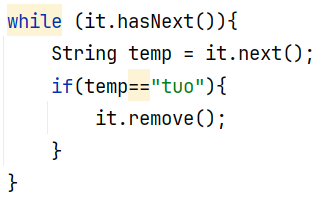 while (it.hasNext()){
    String temp = it.next();
    if(temp=="tuo"){
        it.remove();
    }
}